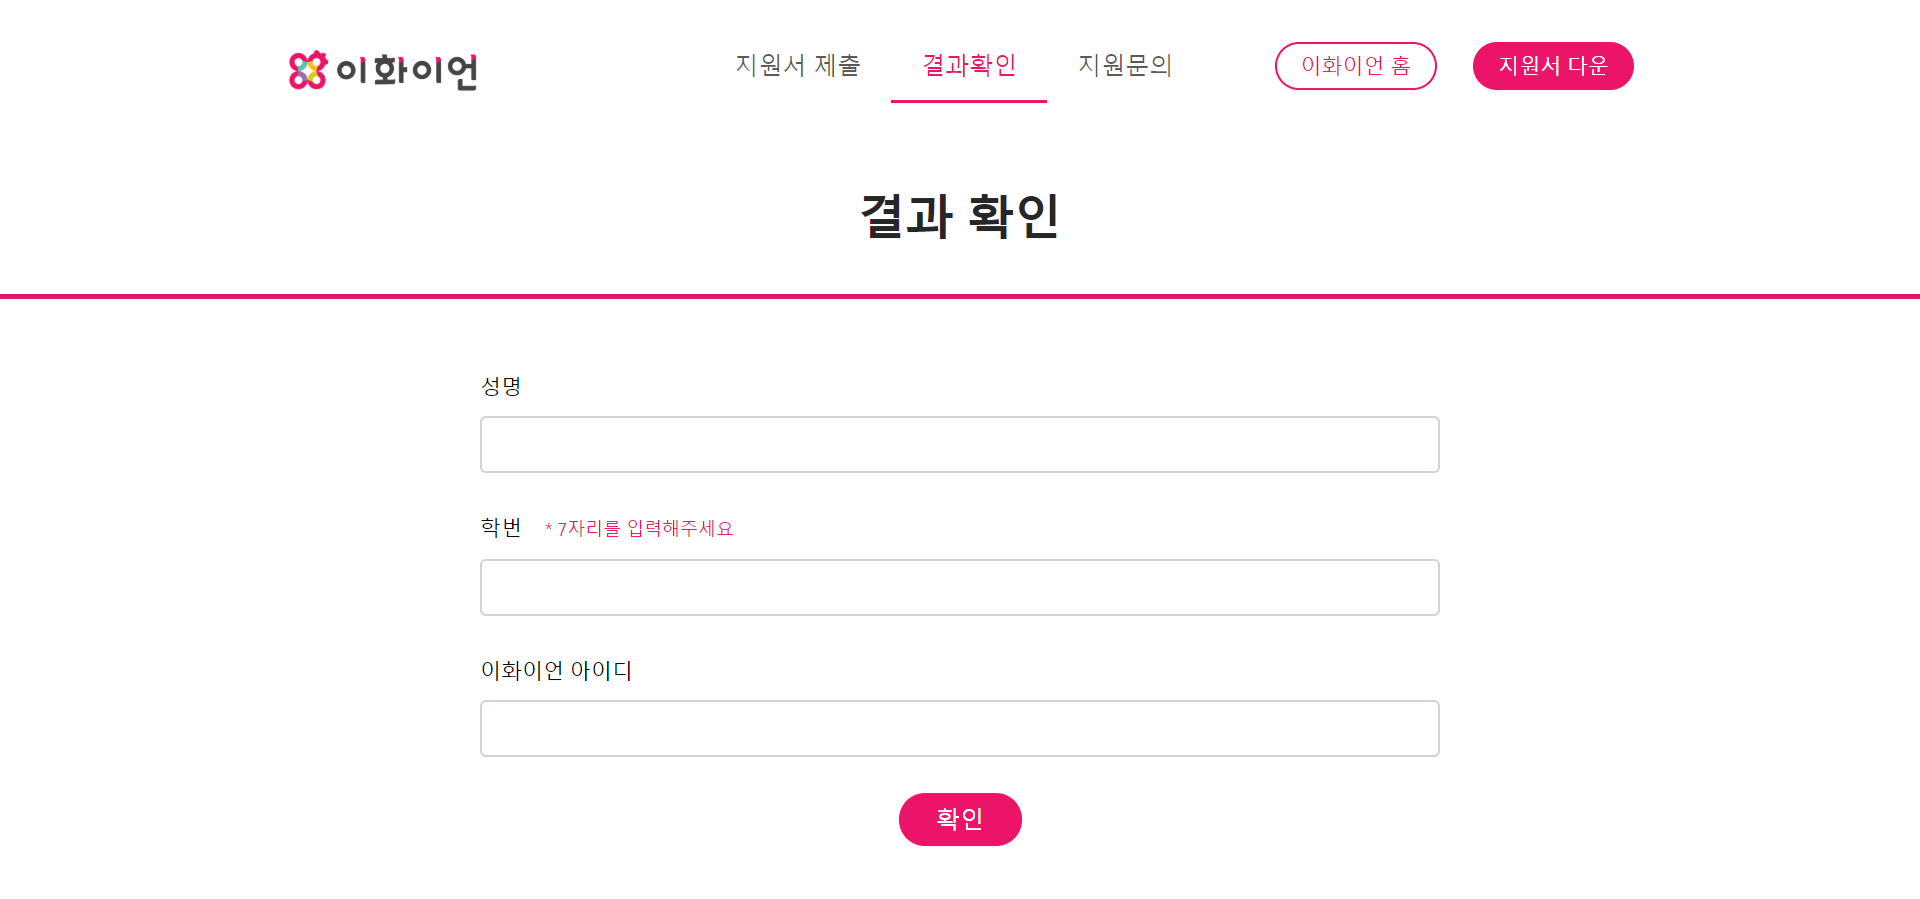 이화이언
지원서 제출
결과확인
지원문의
이화이언 홈
지원서 다운
결과 확인
성명
학번 * 7자리를 입력해주세요
이화이언 아이디
확인